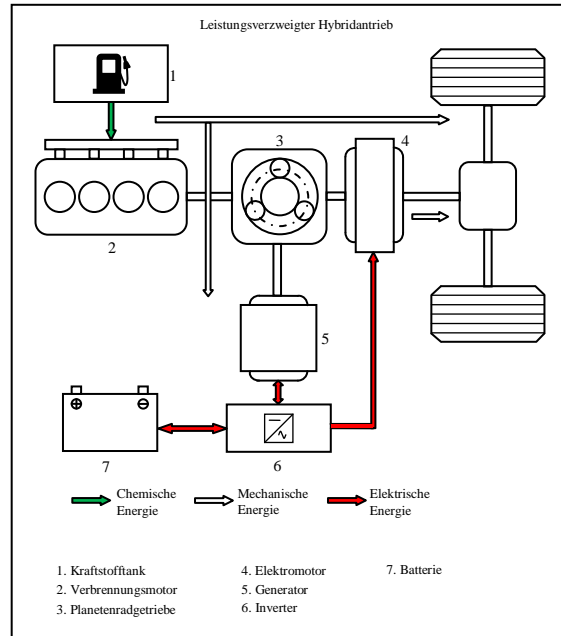 Leistungsverzweigter Hybridantrieb
1
3
4
2
5
7
6
Chemische
Energie
Mechanische
Energie
Elektrische
Energie
1. Kraftstofftank
2. Verbrennungsmotor
3. Planetenradgetriebe
4. Elektromotor
5. Generator
6. Inverter
7. Batterie